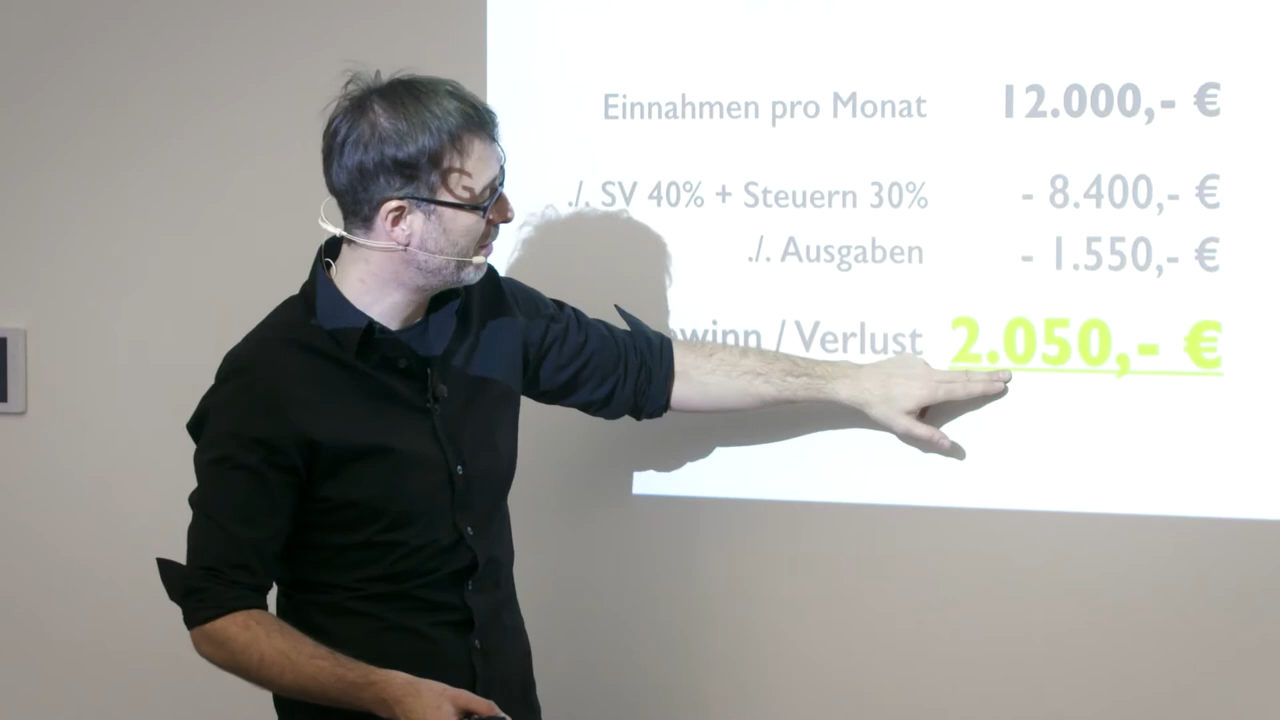 Einnahmen pro Monat 12.000,- €
./. SV 40% + Steuern 30% - 8.400,- €
./. Ausgaben - 1.550,- €
/ Verlust 2.050,- €